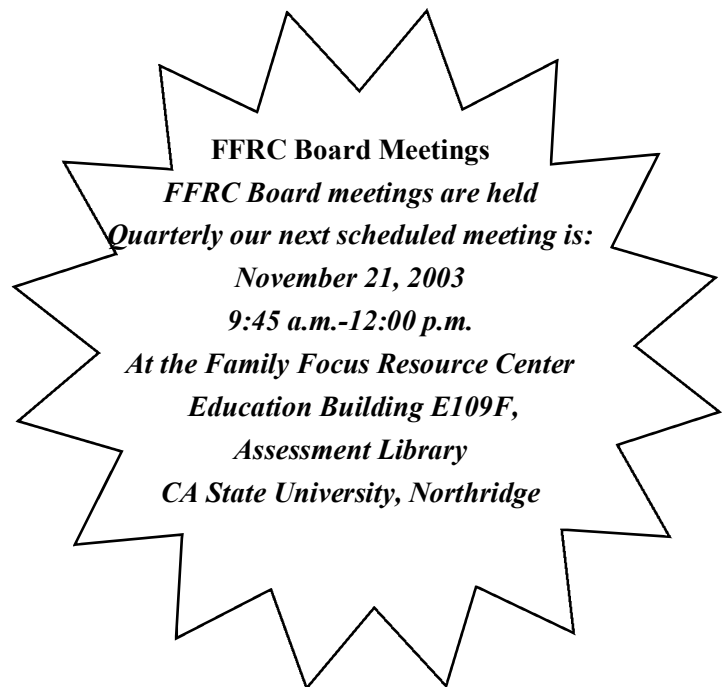 FFRC Board Meetings
FFRC Board meetings are held
Quarterly our next scheduled meeting is:
November 21, 2003
9:45 a.m.-12:00 p.m.
At the Family Focus Resource Center
Education Building E109F,
Assessment Library
CA State University, Northridge